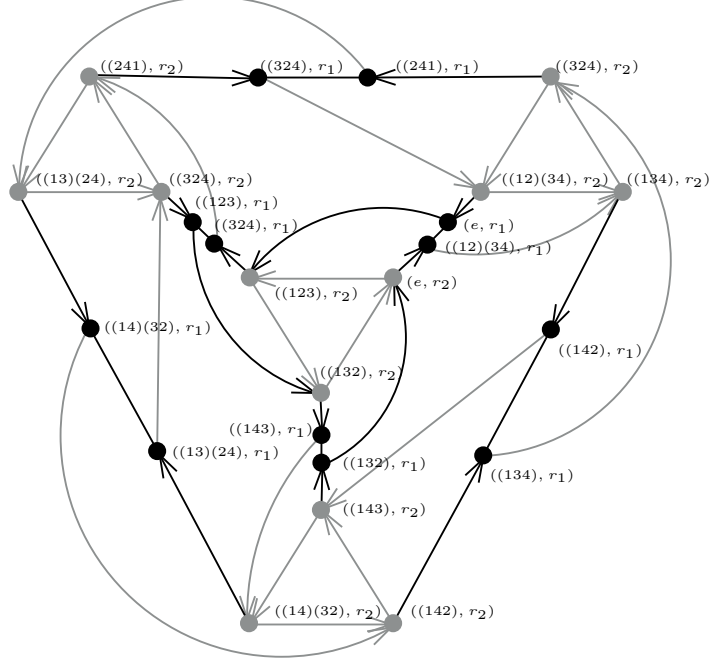 ((241), r₂)
((324), r₁)
((241), r₁)
((324), r₂)
((13)(24), r₂)
((324), r₂)
((12)(34), r₂)
((134), r₂)
((123), r₁)
((324), r₁)
(e, r₁)
((12)(34), r₁)
((123), r₂)
(e, r₂)
((14)(32), r₁)
((142), r₁)
((132), r₂)
((143), r₁)
((13)(24), r₁)
((132), r₁)
((134), r₁)
((143), r₂)
((14)(32), r₂)
((142), r₂)